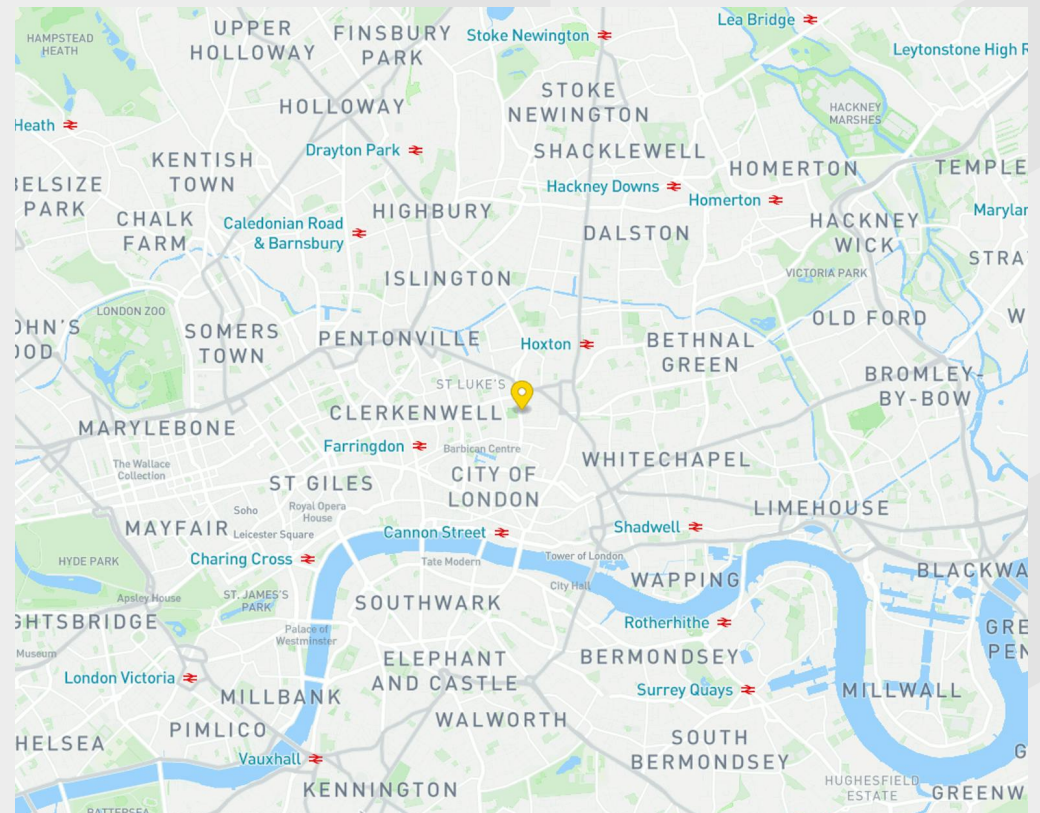 UPPER
HOLLOWAY
FINSBURY
PARK
Stoke Newington
Lea Bridge
Leytonstone High R
HAMPSTEAD
HEATH
HOLLOWAY
STOKE
NEWINGTON
HACKNEY
MARSHES
Heath
Drayton Park
SHACKLEWELL
KENTISH
TOWN
HOMERTON
TEMPLE
BELSIZE
PARK
Hackney Downs
Homerton
CHALK
FARM
Caledonian Road
& Barnsbury
HIGHBURY
DALSTON
HACKNEY
WICK
Marylan
STRA
ISLINGTON
VICTORIA PARK
LONDON ZOO
OHN'S
OOD
SOMERS
TOWN
PENTONVILLE
Hoxton
BETHNAL
GREEN
OLD FORD
W
ST LUKE'S
BROMLEY-
BY-BOW
CLERKENWELL
MARYLEBONE
Farringdon
Barbican Centre
WHITECHAPEL
The Wallace
Collection
ST GILES
CITY OF
LONDON
Soho
Royal Opera
House
LIMEHOUSE
MAYFAIR
Leicester Square
Cannon Street
Shadwell
HYDE PARK
Charing Cross
Tate Modern
Tower of London
City Hall
WAPPING
BLACKWA
Apsley House
ST. JAMES'S
PARK
SOUTHWARK
GHTSBRIDGE
Palace of
Westminster
Rotherhithe
GRE
PEN
Museum
ELEPHANT
AND CASTLE
BERMONDSEY
London Victoria
MILLBANK
Surrey Quays
MILLWALL
PIMLICO
WALWORTH
HELSEA
SOUTH
BERMONDSEY
G
Vauxhall
KENNINGTON
HUGHESFIELD
ESTATE
GREENW
BATTERSEA